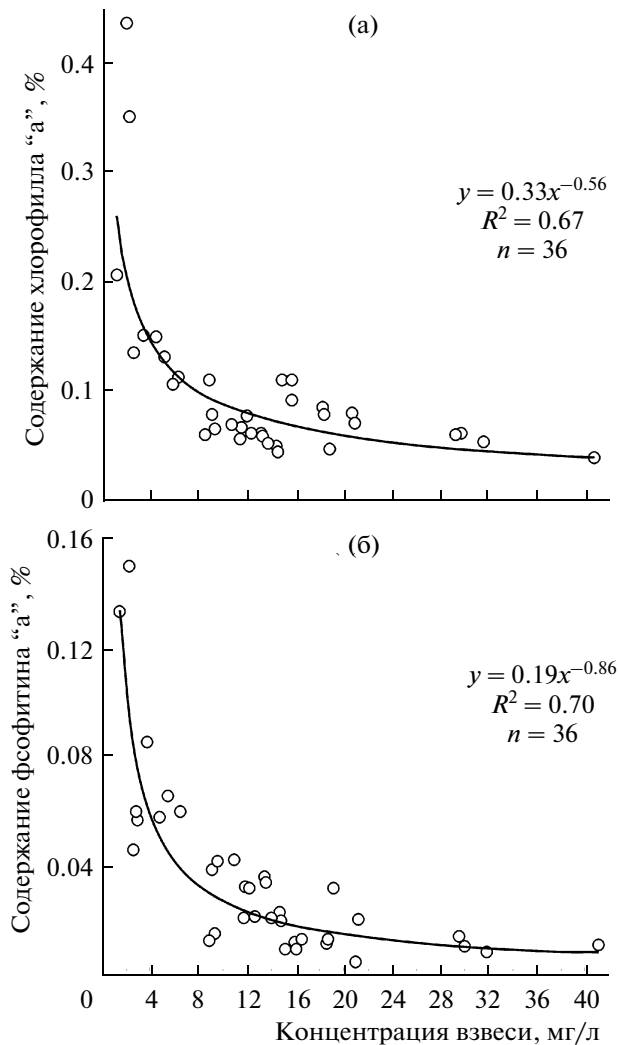 (а)
Содержание хлорофилла “а”, %
0.4
0.3
0.2
0.1
0
y = 0.33x^−0.56
R^2 = 0.67
n = 36
(б)
Содержание фсофитина “а”, %
0.16
0.12
0.08
0.04
y = 0.19x^−0.86
R^2 = 0.70
n = 36
0 4 8 12 16 20 24 28 32 36 40
Концентрация взвеси, мг/л